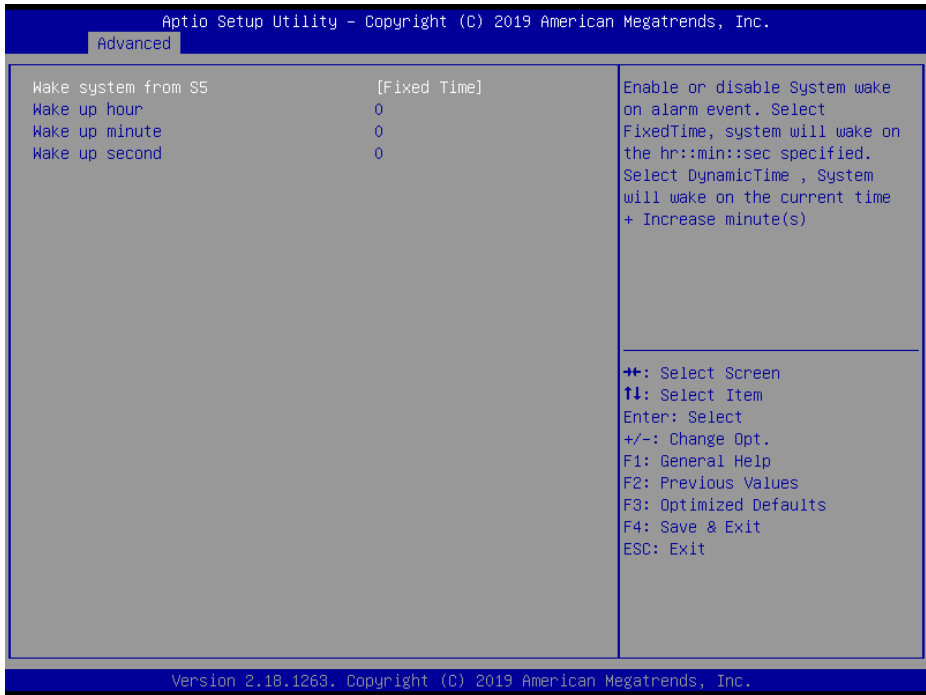 Aptio Setup Utility – Copyright (C) 2019 American Megatrends, Inc.
Advanced
Wake system from S5 [Fixed Time]
Wake up hour 0
Wake up minute 0
Wake up second 0
Enable or disable System wake
on alarm event. Select
FixedTime, system will wake on
the hr::min::sec specified.
Select DynamicTime , System
will wake on the current time
+ Increase minute(s)
→←: Select Screen
↑↓: Select Item
Enter: Select
+/-: Change Opt.
F1: General Help
F2: Previous Values
F3: Optimized Defaults
F4: Save & Exit
ESC: Exit
Version 2.18.1263. Copyright (C) 2019 American Megatrends, Inc.